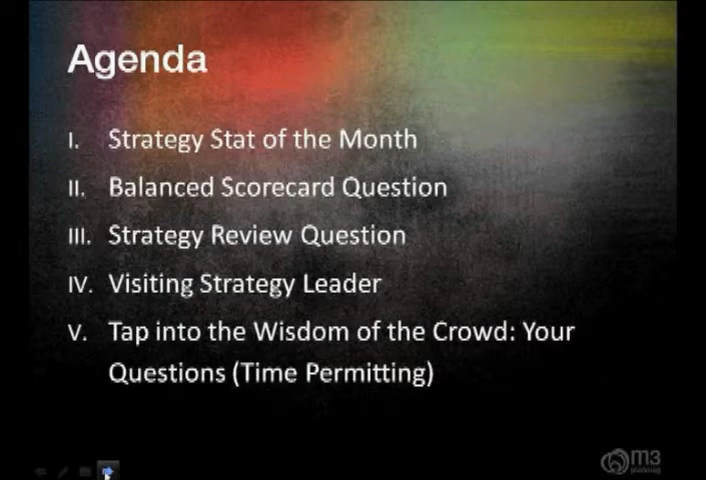 Agenda
I. Strategy Stat of the Month
II. Balanced Scorecard Question
III. Strategy Review Question
IV. Visiting Strategy Leader
V. Tap into the Wisdom of the Crowd: Your
Questions (Time Permitting)
m3
planning